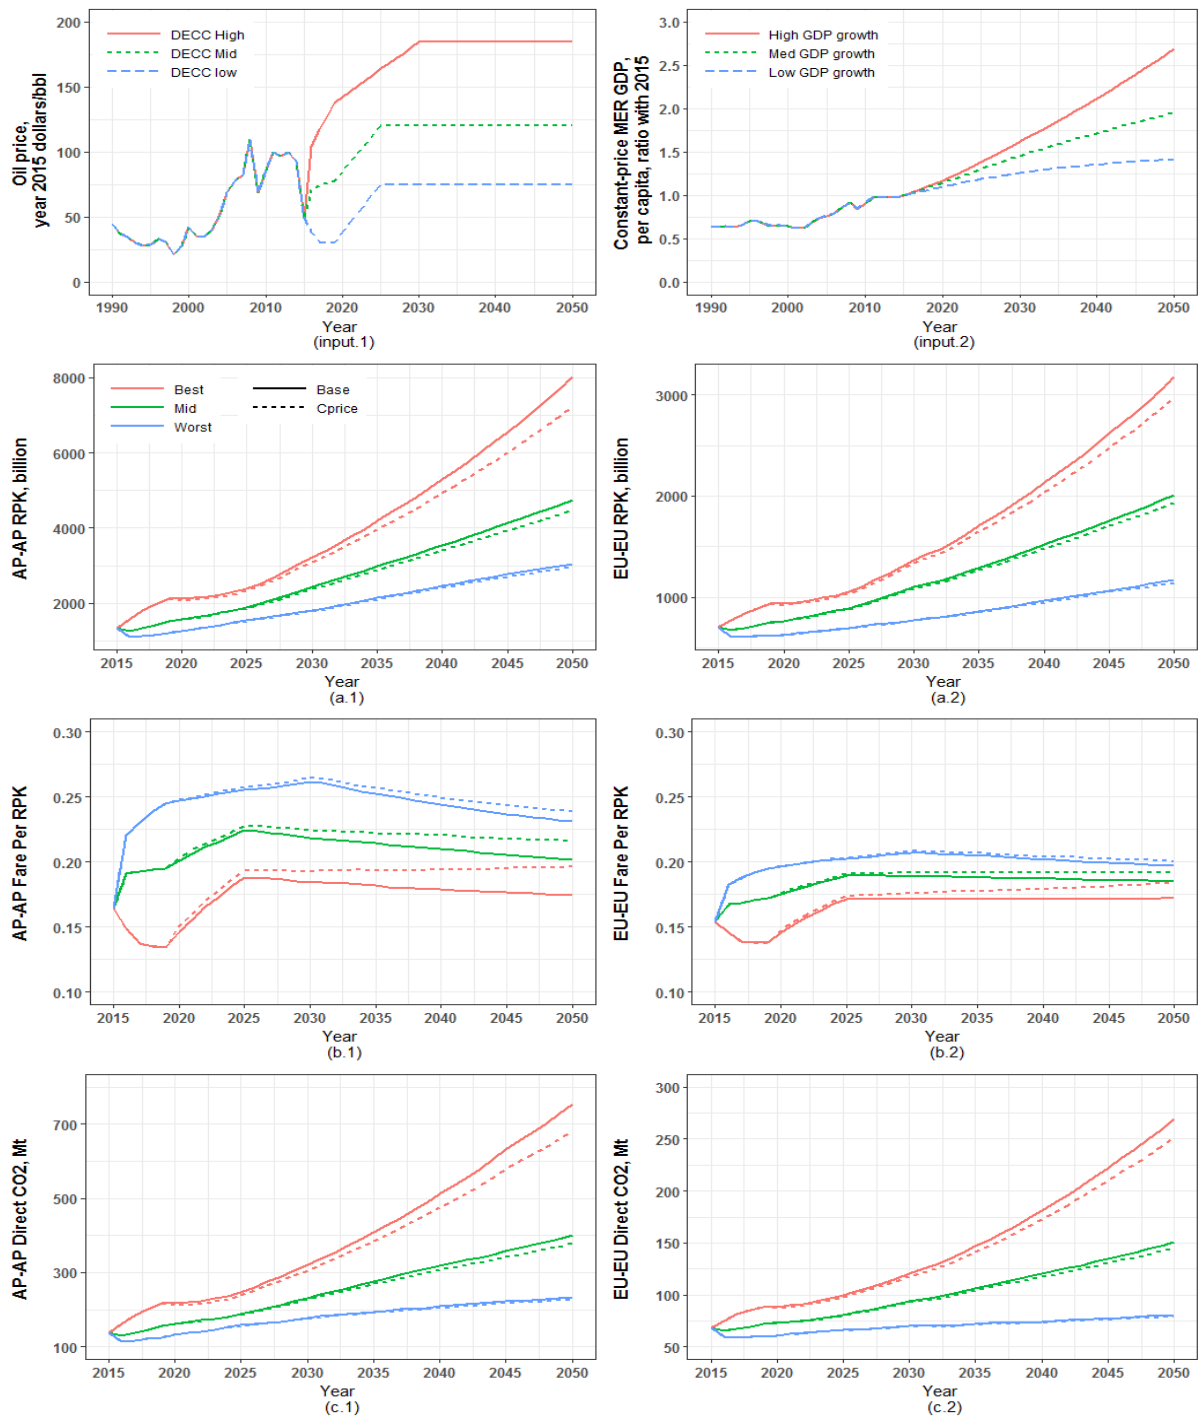 200
150
100
50
0
DECC High
DECC Mid
DECC low
Oil price,
year 2015 dollars/bbl
1990 2000 2010 2020 2030 2040 2050
Year
(input.1)
3.0
2.5
2.0
1.5
1.0
0.5
0.0
High GDP growth
Med GDP growth
Low GDP growth
Constant-price MER GDP,
per capita, ratio with 2015
1990 2000 2010 2020 2030 2040 2050
Year
(input.2)
8000
6000
4000
2000
Best
Mid
Worst
Base
Cprice
AP-AP RPK, billion
2015 2020 2025 2030 2035 2040 2045 2050
Year
(a.1)
3000
2000
1000
EU-EU RPK, billion
2015 2020 2025 2030 2035 2040 2045 2050
Year
(a.2)
0.30
0.25
0.20
0.15
0.10
AP-AP Fare Per RPK
2015 2020 2025 2030 2035 2040 2045 2050
Year
(b.1)
0.30
0.25
0.20
0.15
0.10
EU-EU Fare Per RPK
2015 2020 2025 2030 2035 2040 2045 2050
Year
(b.2)
700
500
300
100
AP-AP Direct CO2, Mt
2015 2020 2025 2030 2035 2040 2045 2050
Year
(c.1)
300
250
200
150
100
50
EU-EU Direct CO2, Mt
2015 2020 2025 2030 2035 2040 2045 2050
Year
(c.2)